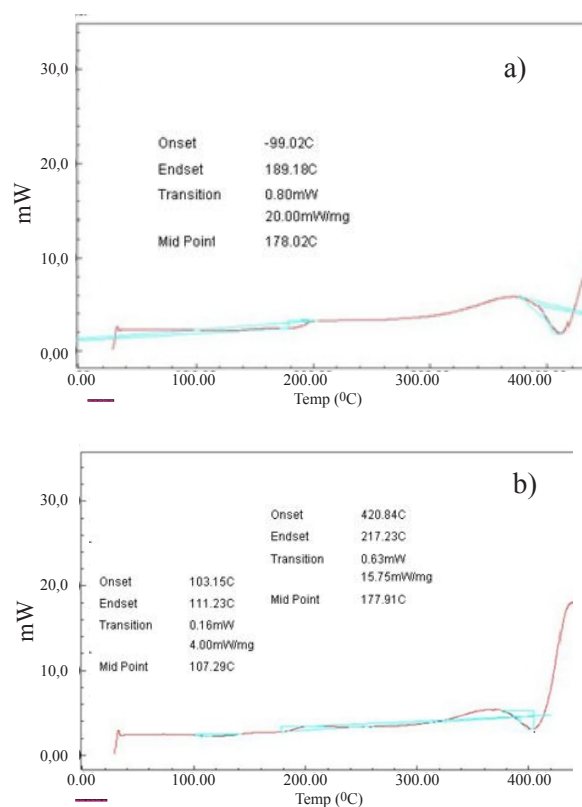 a)
30,0
20,0
10,0
0,00
mW
Onset -99.02C
Endset 189.18C
Transition 0.80mW
20.00mW/mg
Mid Point 178.02C
0.00 100.00 200.00 300.00 400.00
Temp (⁰C)
b)
30,0
20,0
10,0
0,00
mW
Onset 420.84C
Endset 217.23C
Transition 0.63mW
15.75mW/mg
Mid Point 177.91C
Onset 103.15C
Endset 111.23C
Transition 0.16mW
4.00mW/mg
Mid Point 107.29C
0.00 100.00 200.00 300.00 400.00
Temp (⁰C)